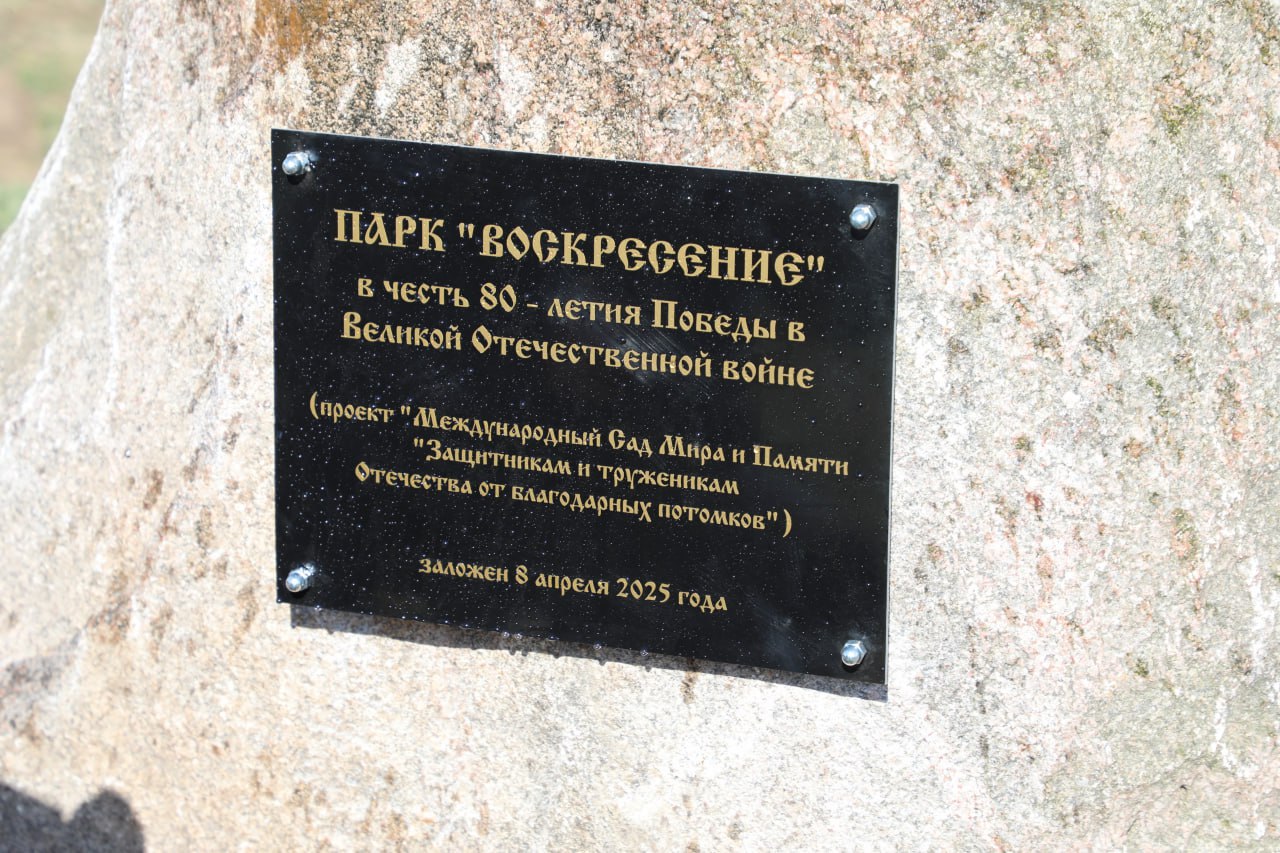 ПАРК "ВОСКРЕСЕНИЕ"
в честь 80 - летия Победы в
Великой Отечественной войне
(проект "Международный Сад Мира и Памяти
"Защитникам и труженикам
Отечества от благодарных потомков")
заложен 8 апреля 2025 года